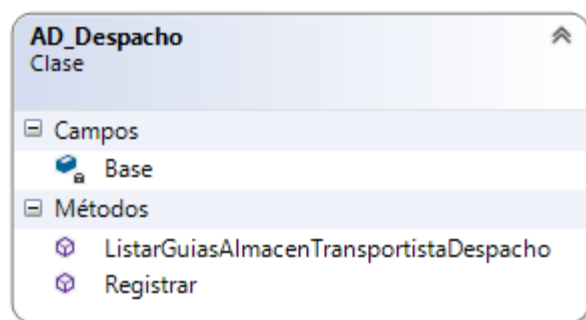 AD_Despacho
Clase
Campos
Base
Métodos
ListarGuiasAlmacenTransportistaDespacho
Registrar